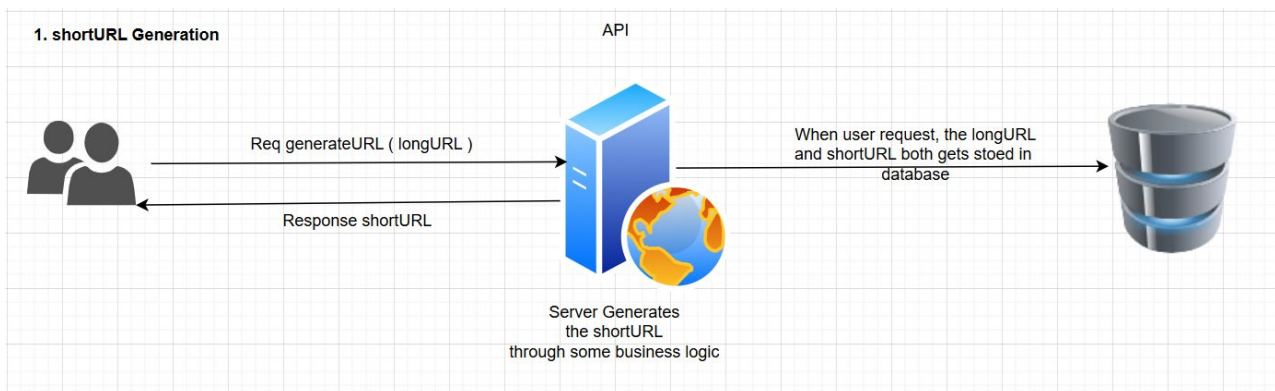 1. shortURL Generation
API
Req generateURL ( longURL )
When user request, the longURL
and shortURL both gets stoed in
database
Response shortURL
Server Generates
the shortURL
through some business logic